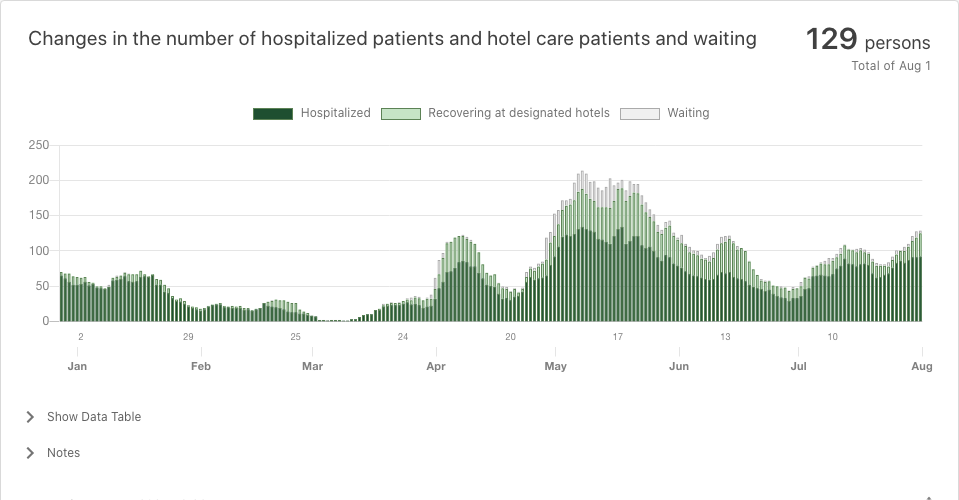 Changes in the number of hospitalized patients and hotel care patients and waiting
129 persons
Total of Aug 1
Hospitalized Recovering at designated hotels Waiting
250
200
150
100
50
0
2 29 25 24 20 17 13 10
Jan Feb Mar Apr May Jun Jul Aug
Show Data Table
Notes